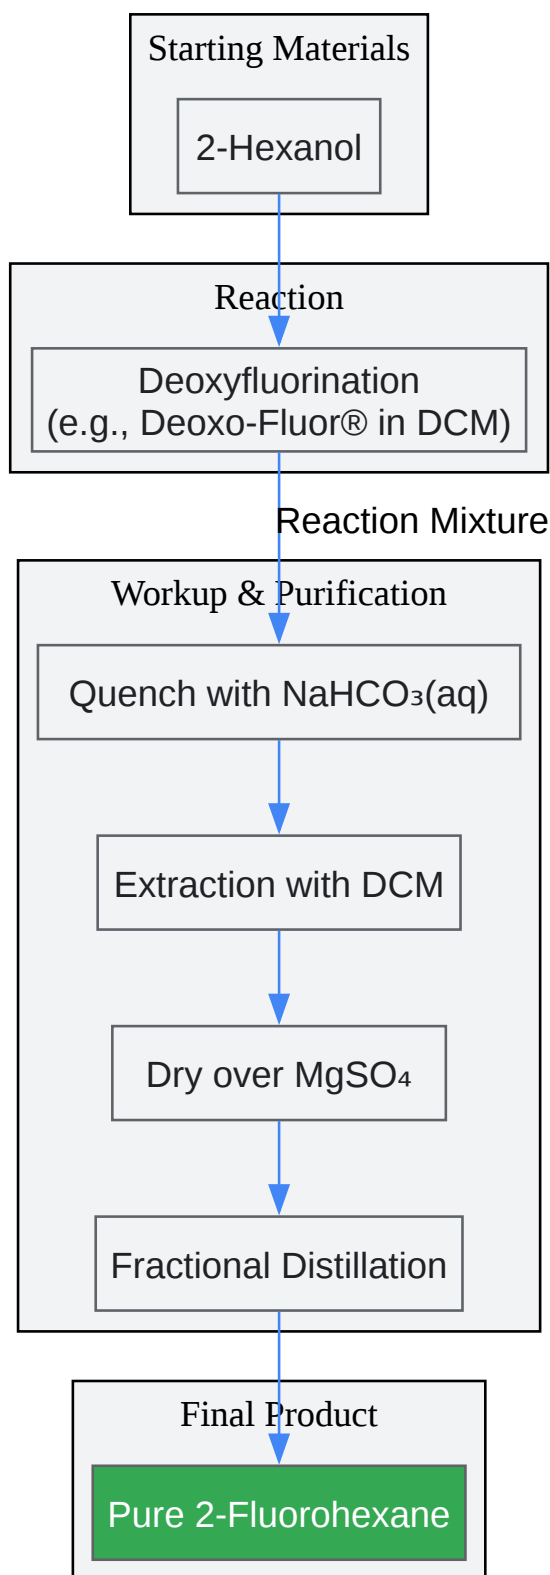 Starting Materials
2-Hexanol
Reaction
Deoxyfluorination
(e.g., Deoxo-Fluor® in DCM)
Reaction Mixture
Workup & Purification
Quench with NaHCO₃(aq)
Extraction with DCM
Dry over MgSO₄
Fractional Distillation
Final Product
Pure 2-Fluorohexane